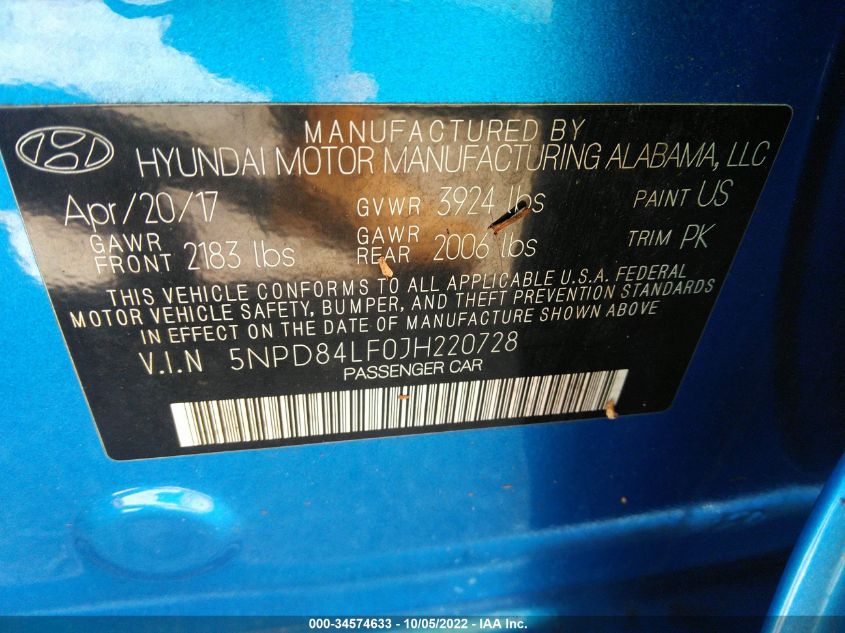 MANUFACTURED BY
HYUNDAI MOTOR MANUFACTURING ALABAMA, LLC
Apr/20/17 GVWR 3924 lbs PAINT US
GAWR FRONT 2183 lbs GAWR REAR 2006 lbs TRIM PK
THIS VEHICLE CONFORMS TO ALL APPLICABLE U.S.A. FEDERAL
MOTOR VEHICLE SAFETY, BUMPER, AND THEFT PREVENTION STANDARDS
IN EFFECT ON THE DATE OF MANUFACTURE SHOWN ABOVE
V.I.N 5NPD84LF0JH220728
PASSENGER CAR
000-34574633 - 10/05/2022 - IAA Inc.